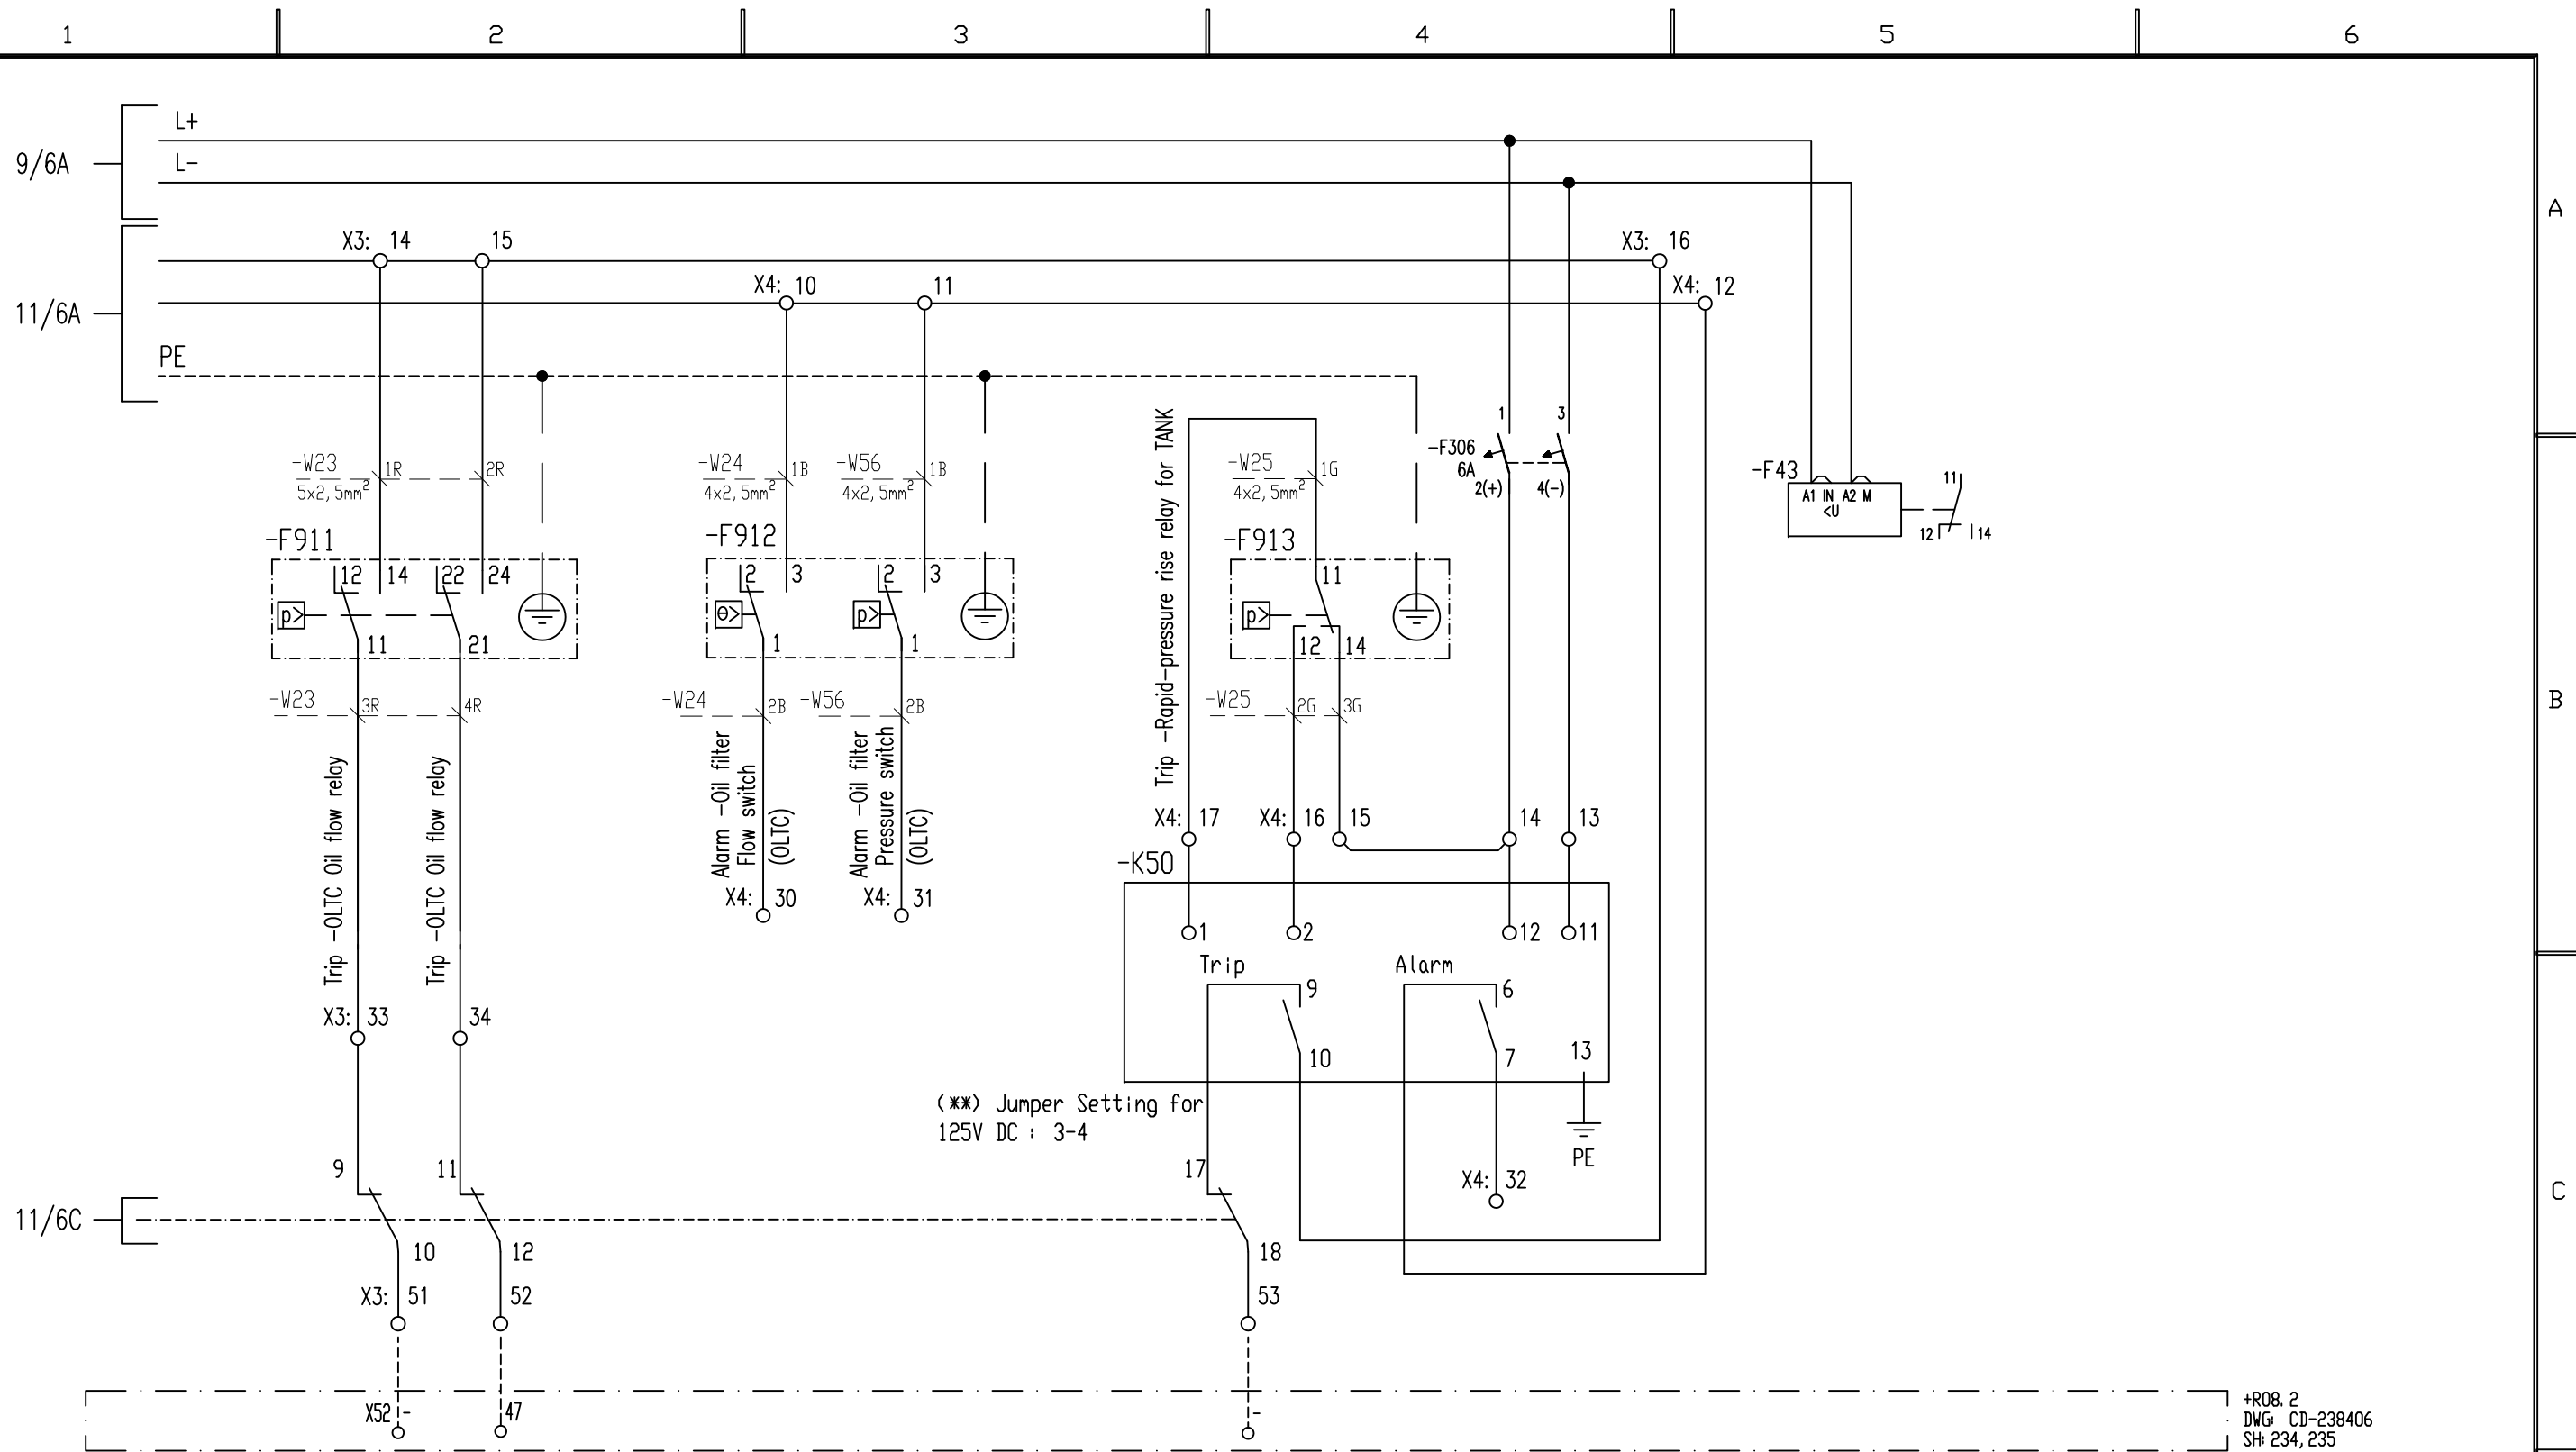 1 2 3 4 5 6
L+
9/6A L-
A
X3: 14 15 X3: 16
X4: 10 11 X4: 12
11/6A
PE
1 3
-F306
6A
2(+) 4(-)
-W23 1R 2R
5x2,5mm²
-W24 1B -W56 1B
4x2,5mm² 4x2,5mm²
-W25 1G
4x2,5mm²
-F43
A1 IN A2 M
<U
11
12 14
-F911
12 14 22 24
p>
11 21
-F912
2 3 2 3
θ> p>
1 1
-F913
11
p>
12 14
Trip -Rapid-pressure rise relay for TANK
B
-W23 3R 4R
-W24 2B -W56 2B
-W25 2G 3G
Trip -OLTC Oil flow relay
Trip -OLTC Oil flow relay
Alarm -Oil filter
Flow switch
(OLTC)
Alarm -Oil filter
Pressure switch
(OLTC)
X4: 17 X4: 16 15 14 13
-K50
X4: 30 X4: 31
1 2 12 11
Trip Alarm
9 6
10 7 13
X3: 33 34
(**) Jumper Setting for
125V DC : 3-4
PE
9 11 17
X4: 32
C
11/6C
10 12 18
X3: 51 52 53
X52 - 47 -
+R08.2
DWG: CD-238406
SH: 234,235